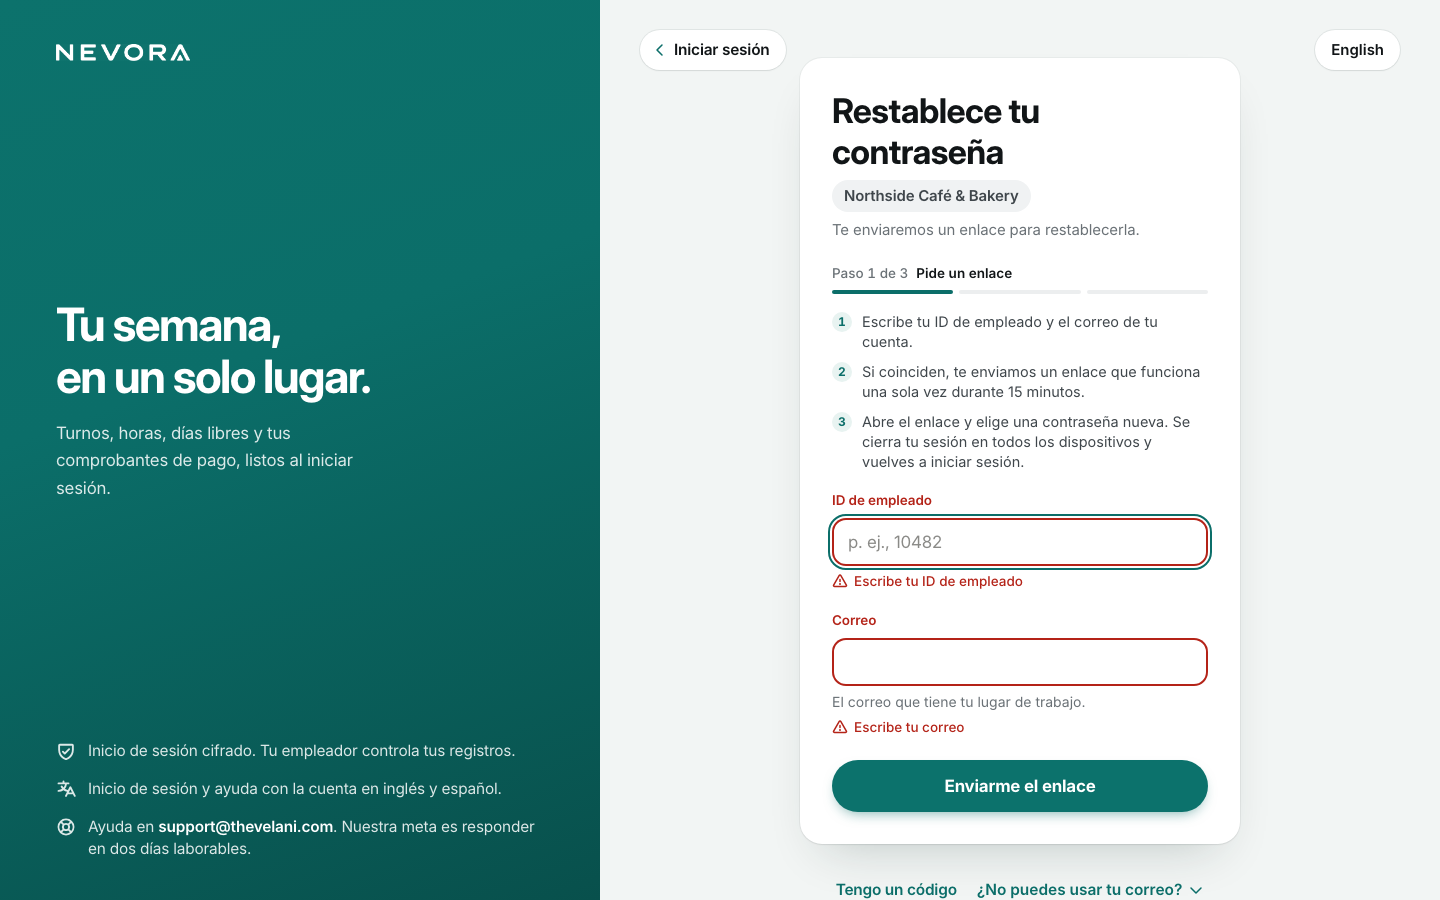 NEVORA
Tu semana,
en un solo lugar.
Turnos, horas, días libres y tus
comprobantes de pago, listos al iniciar
sesión.
Inicio de sesión cifrado. Tu empleador controla tus registros.
Inicio de sesión y ayuda con la cuenta en inglés y español.
Ayuda en support@thevelani.com. Nuestra meta es responder
en dos días laborables.
Iniciar sesión
English
Restablece tu
contraseña
Northside Café & Bakery
Te enviaremos un enlace para restablecerla.
Paso 1 de 3 Pide un enlace
1 Escribe tu ID de empleado y el correo de tu
cuenta.
2 Si coinciden, te enviamos un enlace que funciona
una sola vez durante 15 minutos.
3 Abre el enlace y elige una contraseña nueva. Se
cierra tu sesión en todos los dispositivos y
vuelves a iniciar sesión.
ID de empleado
p. ej., 10482
Escribe tu ID de empleado
Correo
El correo que tiene tu lugar de trabajo.
Escribe tu correo
Enviarme el enlace
Tengo un código ¿No puedes usar tu correo?